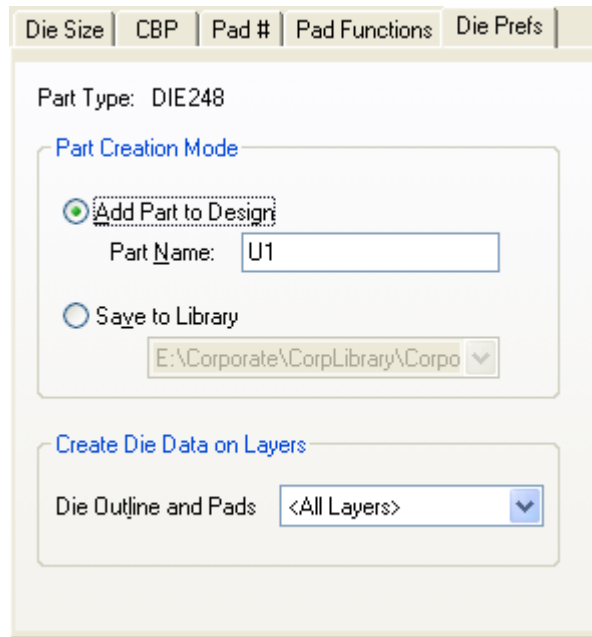 Die Size CBP Pad # Pad Functions Die Prefs
Part Type: DIE248
Part Creation Mode
Add Part to Design
Part Name: U1
Save to Library
E:\Corporate\CorpLibrary\Corpo
Create Die Data on Layers
Die Outline and Pads <All Layers>